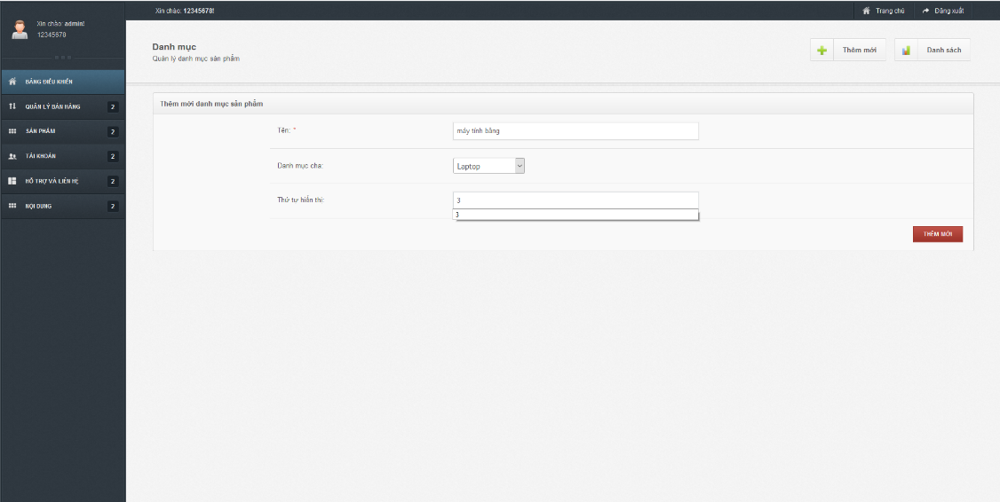 Xin chào: admin!
12345678
BẢNG ĐIỀU KHIỂN
QUẢN LÝ BÁN HÀNG 2
SẢN PHẨM 2
TÀI KHOẢN 2
HỖ TRỢ VÀ LIÊN HỆ 2
NỘI DUNG 2
Xin chào: 12345678!
Trang chủ
Đăng xuất
Danh mục
Quản lý danh mục sản phẩm
Thêm mới
Danh sách
Thêm mới danh mục sản phẩm
Tên: * máy tính bảng
Danh mục cha: Laptop
Thứ tự hiển thị: 3
3
THÊM MỚI